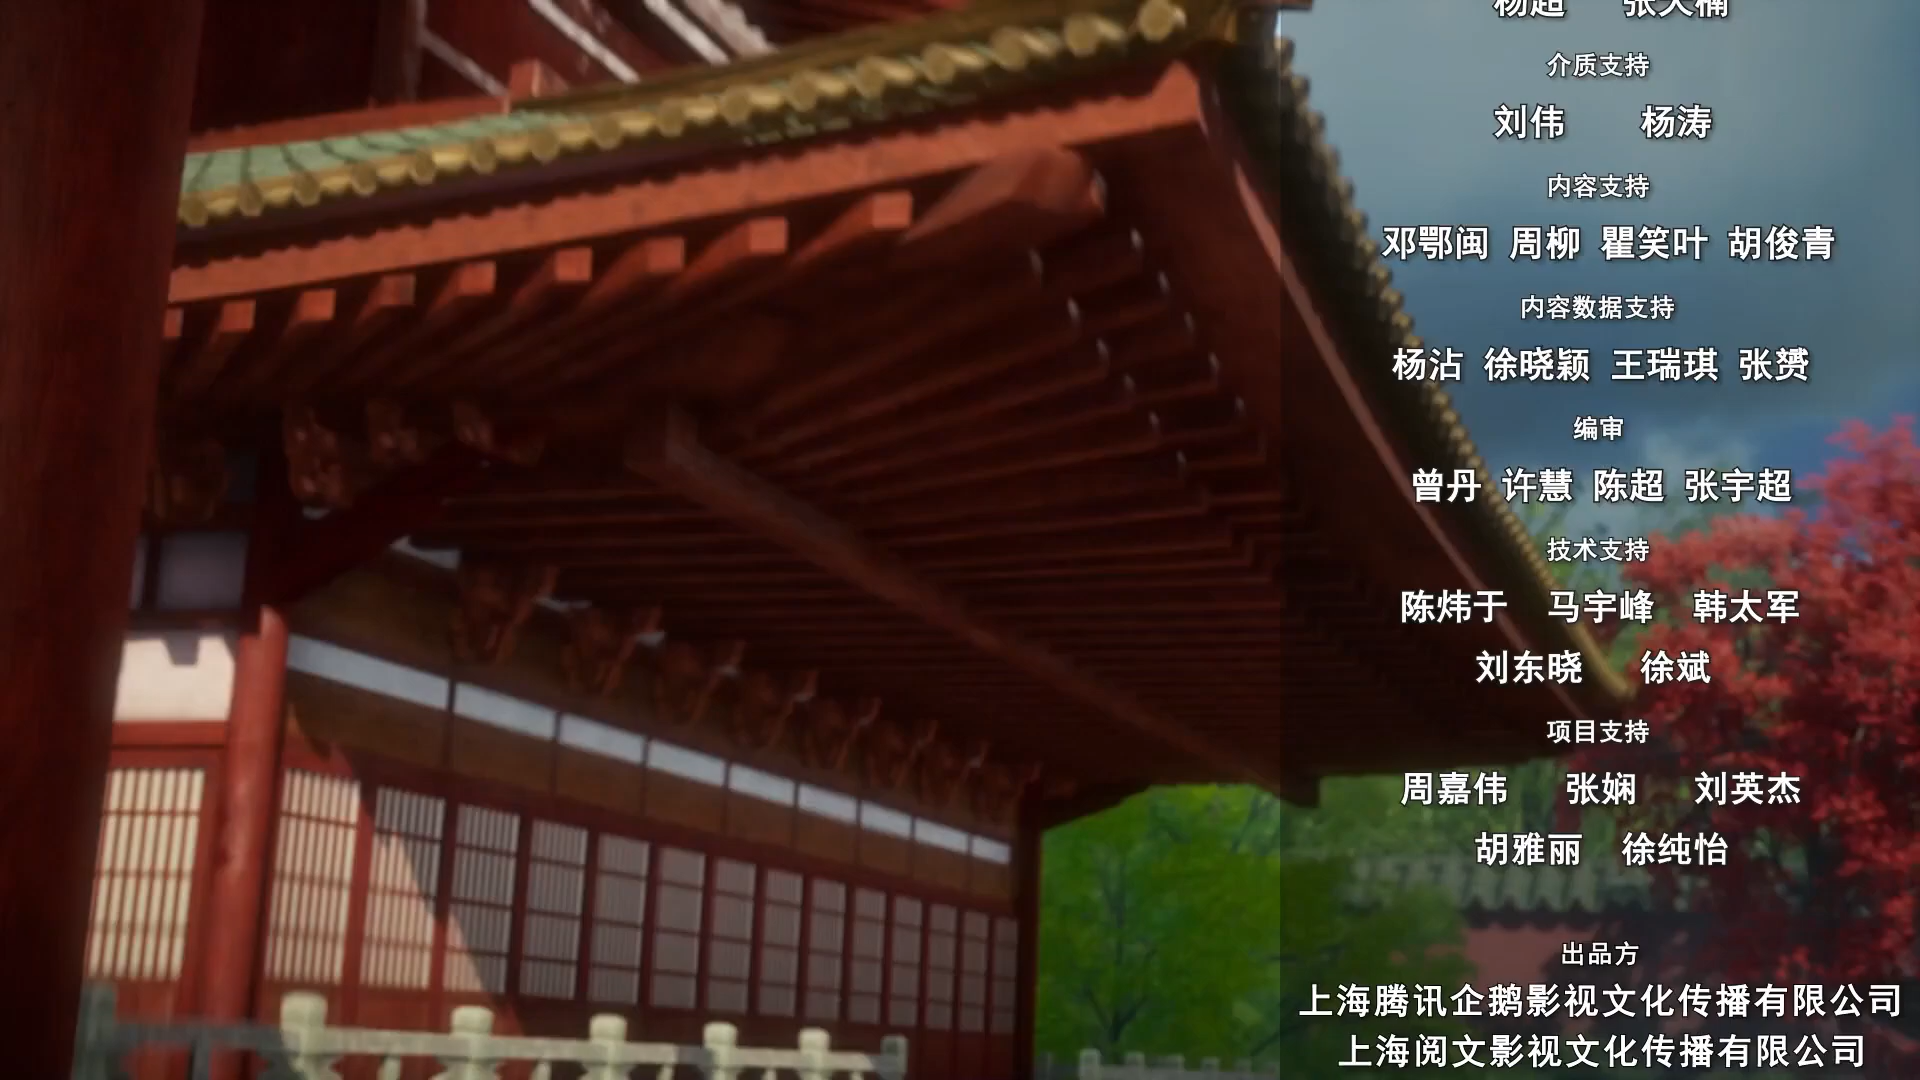 杨超 张大楠
介质支持
刘伟 杨涛
内容支持
邓鄂闽 周柳 瞿笑叶 胡俊青
内容数据支持
杨沾 徐晓颖 王瑞琪 张赟
编审
曾丹 许慧 陈超 张宇超
技术支持
陈炜于 马宇峰 韩太军
刘东晓 徐斌
项目支持
周嘉伟 张娴 刘英杰
胡雅丽 徐纯怡
出品方
上海腾讯企鹅影视文化传播有限公司
上海阅文影视文化传播有限公司